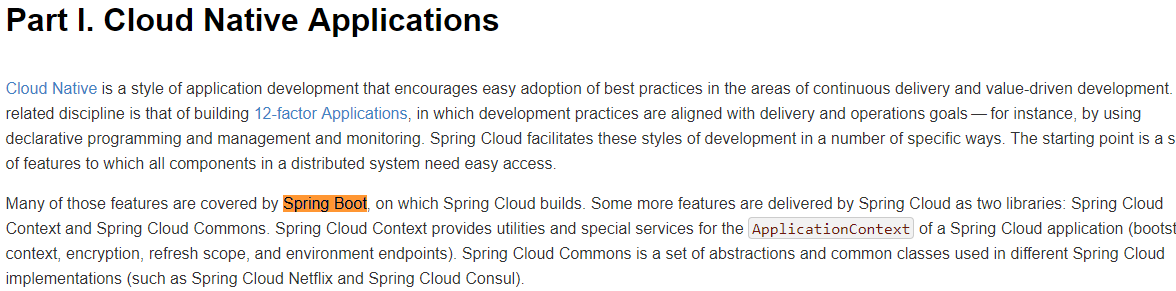 Part I. Cloud Native Applications
Cloud Native is a style of application development that encourages easy adoption of best practices in the areas of continuous delivery and value-driven development.
related discipline is that of building 12-factor Applications, in which development practices are aligned with delivery and operations goals — for instance, by using
declarative programming and management and monitoring. Spring Cloud facilitates these styles of development in a number of specific ways. The starting point is a s
of features to which all components in a distributed system need easy access.
Many of those features are covered by Spring Boot, on which Spring Cloud builds. Some more features are delivered by Spring Cloud as two libraries: Spring Cloud
Context and Spring Cloud Commons. Spring Cloud Context provides utilities and special services for the ApplicationContext of a Spring Cloud application (bootst
context, encryption, refresh scope, and environment endpoints). Spring Cloud Commons is a set of abstractions and common classes used in different Spring Cloud
implementations (such as Spring Cloud Netflix and Spring Cloud Consul).